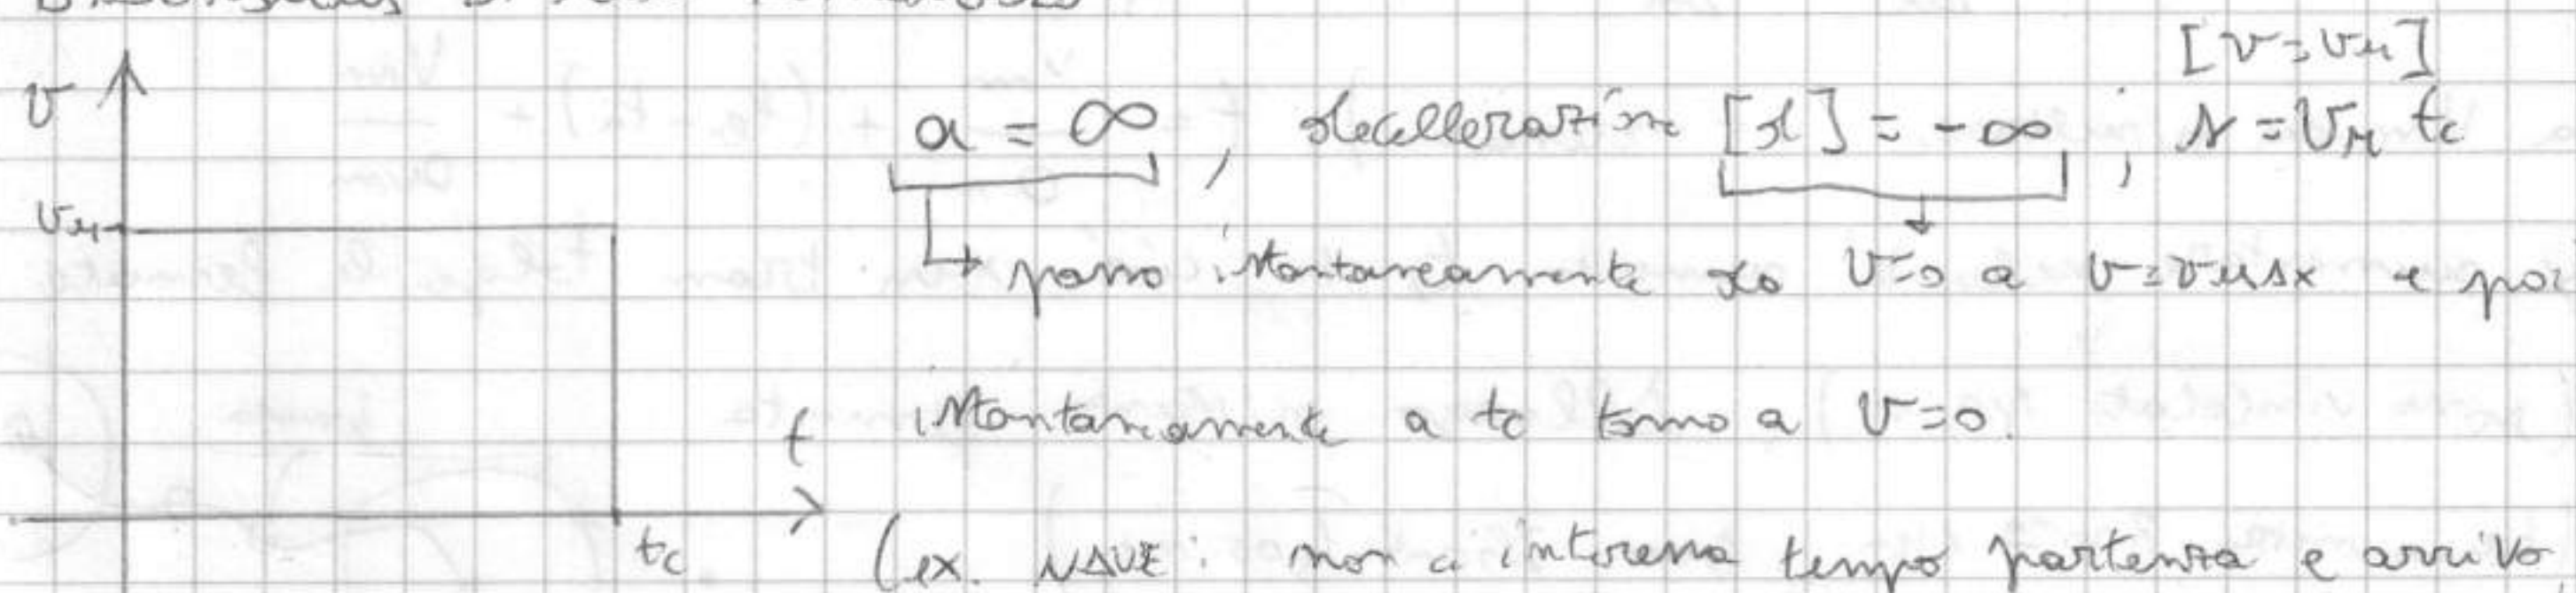 [v=vM]
v
a = ∞, decellerazione [d] = -∞; s = VM tc
vM
↳ passo istantaneamente da v=0 a v=vMAX e poi
istantaneamente a tc torno a v=0.
t
tc
(ex. NAVE: non ci interessa tempo partenza e arrivo,